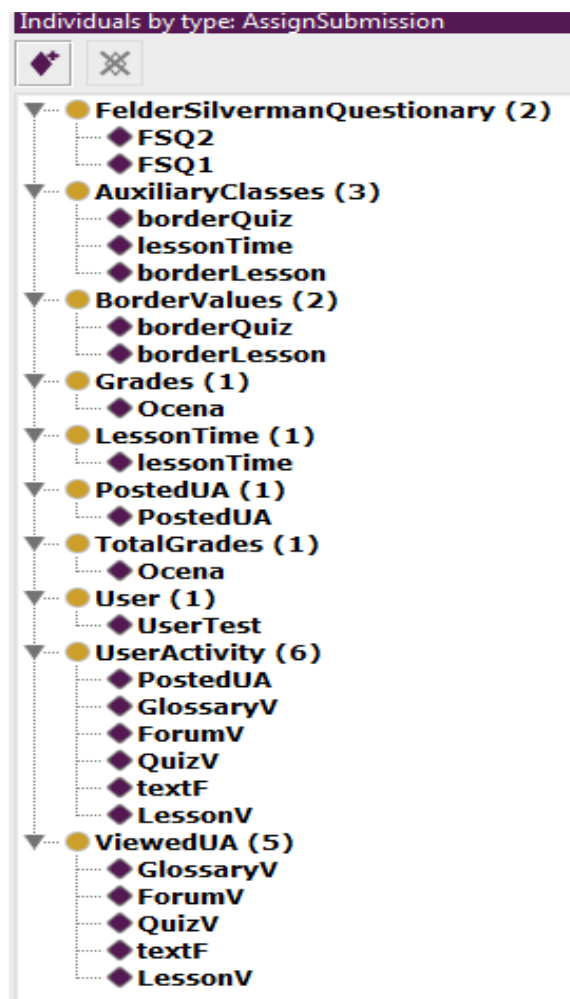 Individuals by type: AssignSubmission
FelderSilvermanQuestionary (2)
FSQ2
FSQ1
AuxiliaryClasses (3)
borderQuiz
lessonTime
borderLesson
BorderValues (2)
borderQuiz
borderLesson
Grades (1)
Ocena
LessonTime (1)
lessonTime
PostedUA (1)
PostedUA
TotalGrades (1)
Ocena
User (1)
UserTest
UserActivity (6)
PostedUA
GlossaryV
ForumV
QuizV
textF
LessonV
ViewedUA (5)
GlossaryV
ForumV
QuizV
textF
LessonV